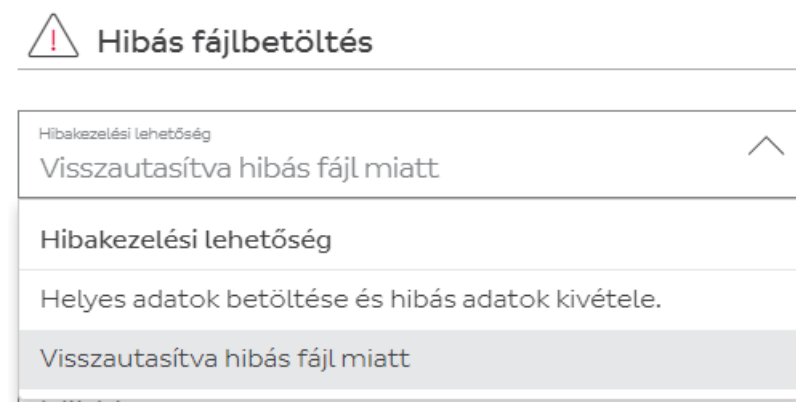 Hibás fájlbetöltés
Hibakezelési lehetőség
Visszautasítva hibás fájl miatt
Hibakezelési lehetőség
Helyes adatok betöltése és hibás adatok kivétele.
Visszautasítva hibás fájl miatt